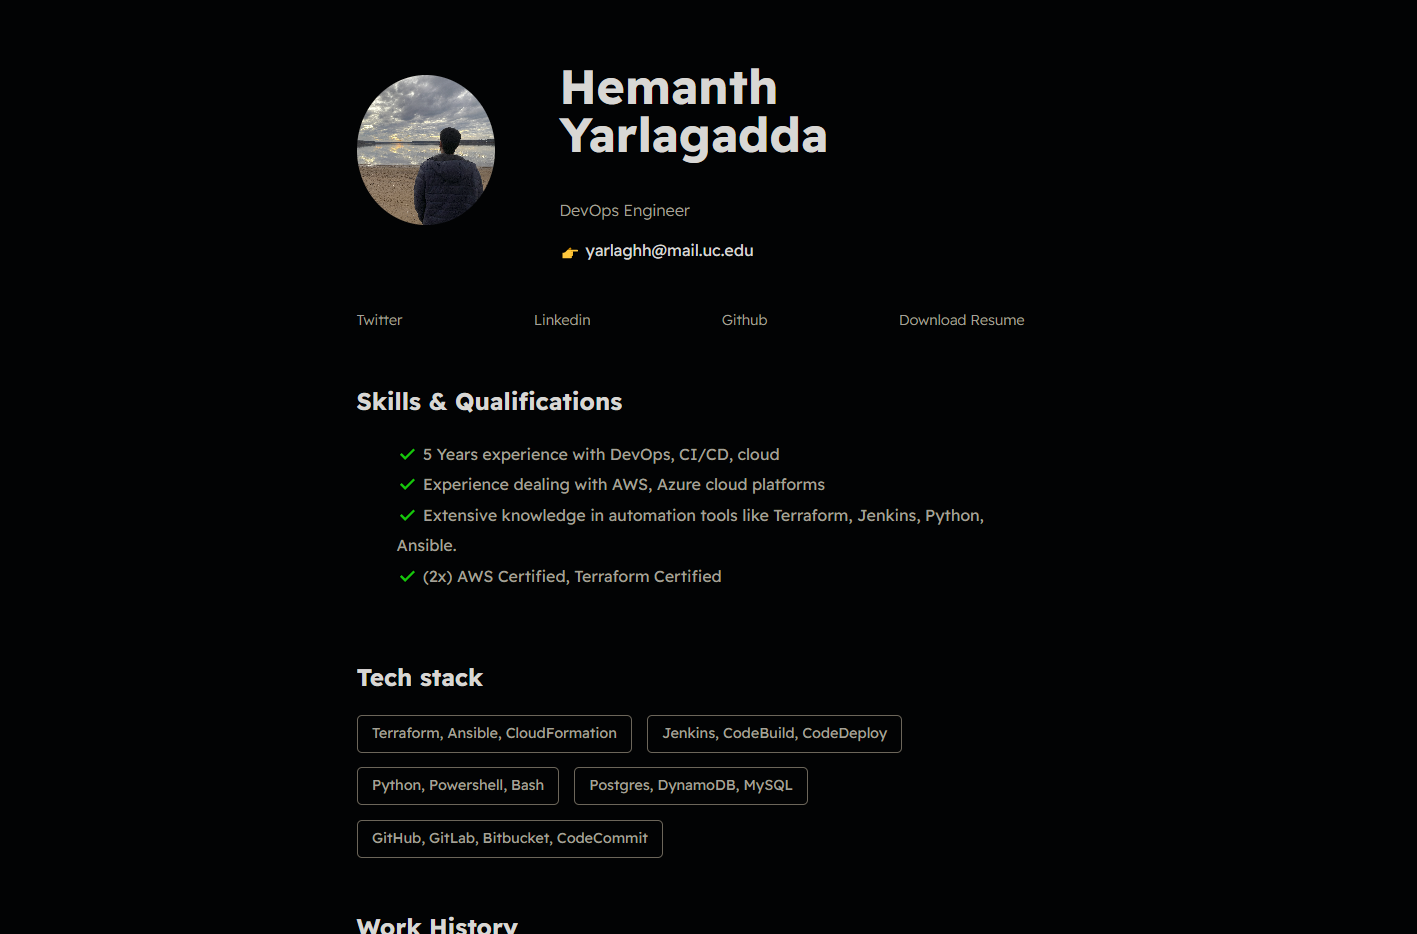 Hemanth
Yarlagadda
DevOps Engineer
👉 yarlaghh@mail.uc.edu
Twitter Linkedin Github Download Resume
Skills & Qualifications
5 Years experience with DevOps, CI/CD, cloud
Experience dealing with AWS, Azure cloud platforms
Extensive knowledge in automation tools like Terraform, Jenkins, Python,
Ansible.
(2x) AWS Certified, Terraform Certified
Tech stack
Terraform, Ansible, CloudFormation Jenkins, CodeBuild, CodeDeploy
Python, Powershell, Bash Postgres, DynamoDB, MySQL
GitHub, GitLab, Bitbucket, CodeCommit
Work History